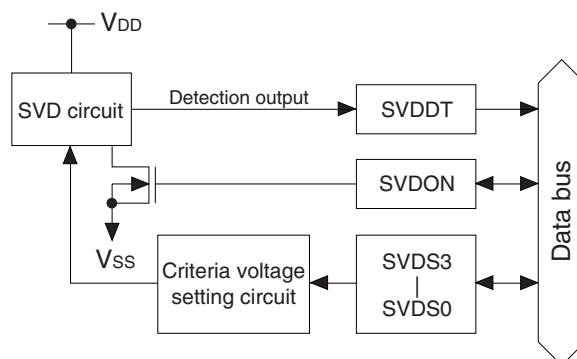 VDD
SVD circuit
Detection output
SVDDT
SVDON
VSS
Criteria voltage
setting circuit
SVDS3
SVDS0
Data bus